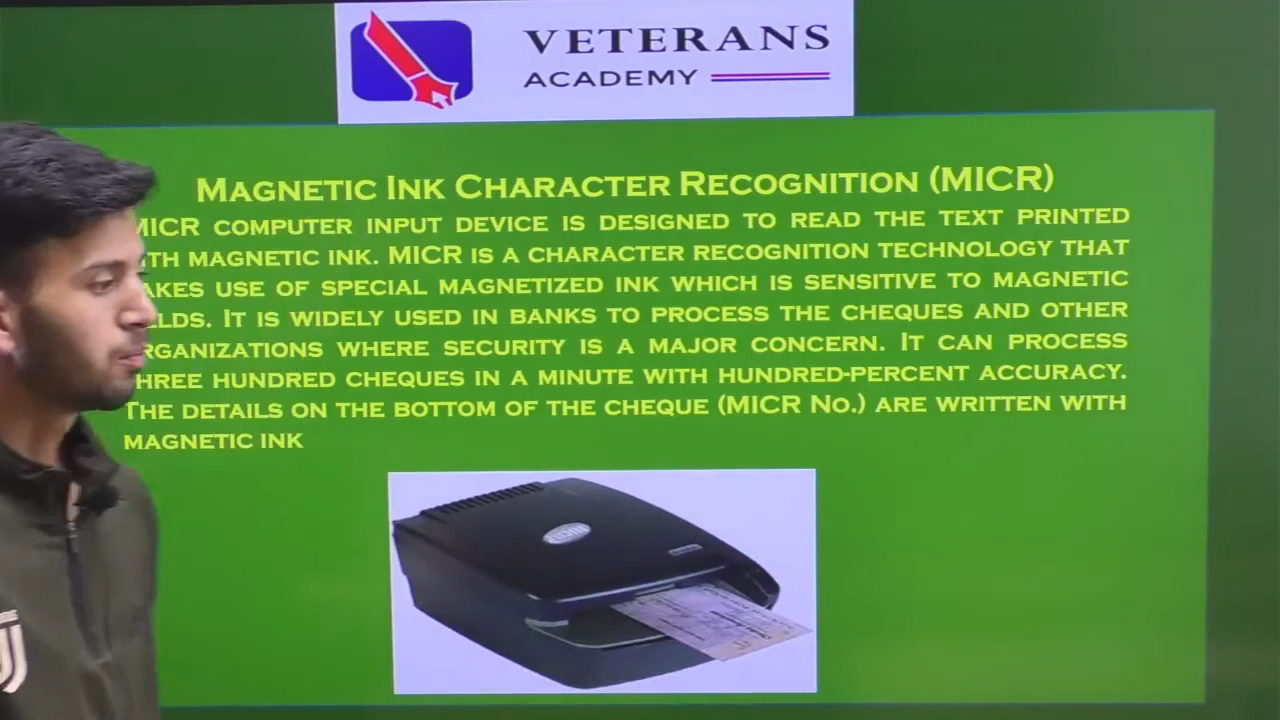 VETERANS
ACADEMY
MAGNETIC INK CHARACTER RECOGNITION (MICR)
MICR COMPUTER INPUT DEVICE IS DESIGNED TO READ THE TEXT PRINTED
MAGNETIC INK. MICR IS A CHARACTER RECOGNITION TECHNOLOGY THAT
USE OF SPECIAL MAGNETIZED INK WHICH IS SENSITIVE TO MAGNETIC
IT IS WIDELY USED IN BANKS TO PROCESS THE CHEQUES AND OTHER
ORGANIZATIONS WHERE SECURITY IS A MAJOR CONCERN. IT CAN PROCESS
THREE HUNDRED CHEQUES IN A MINUTE WITH HUNDRED-PERCENT ACCURACY.
THE DETAILS ON THE BOTTOM OF THE CHEQUE (MICR NO.) ARE WRITTEN WITH
MAGNETIC INK